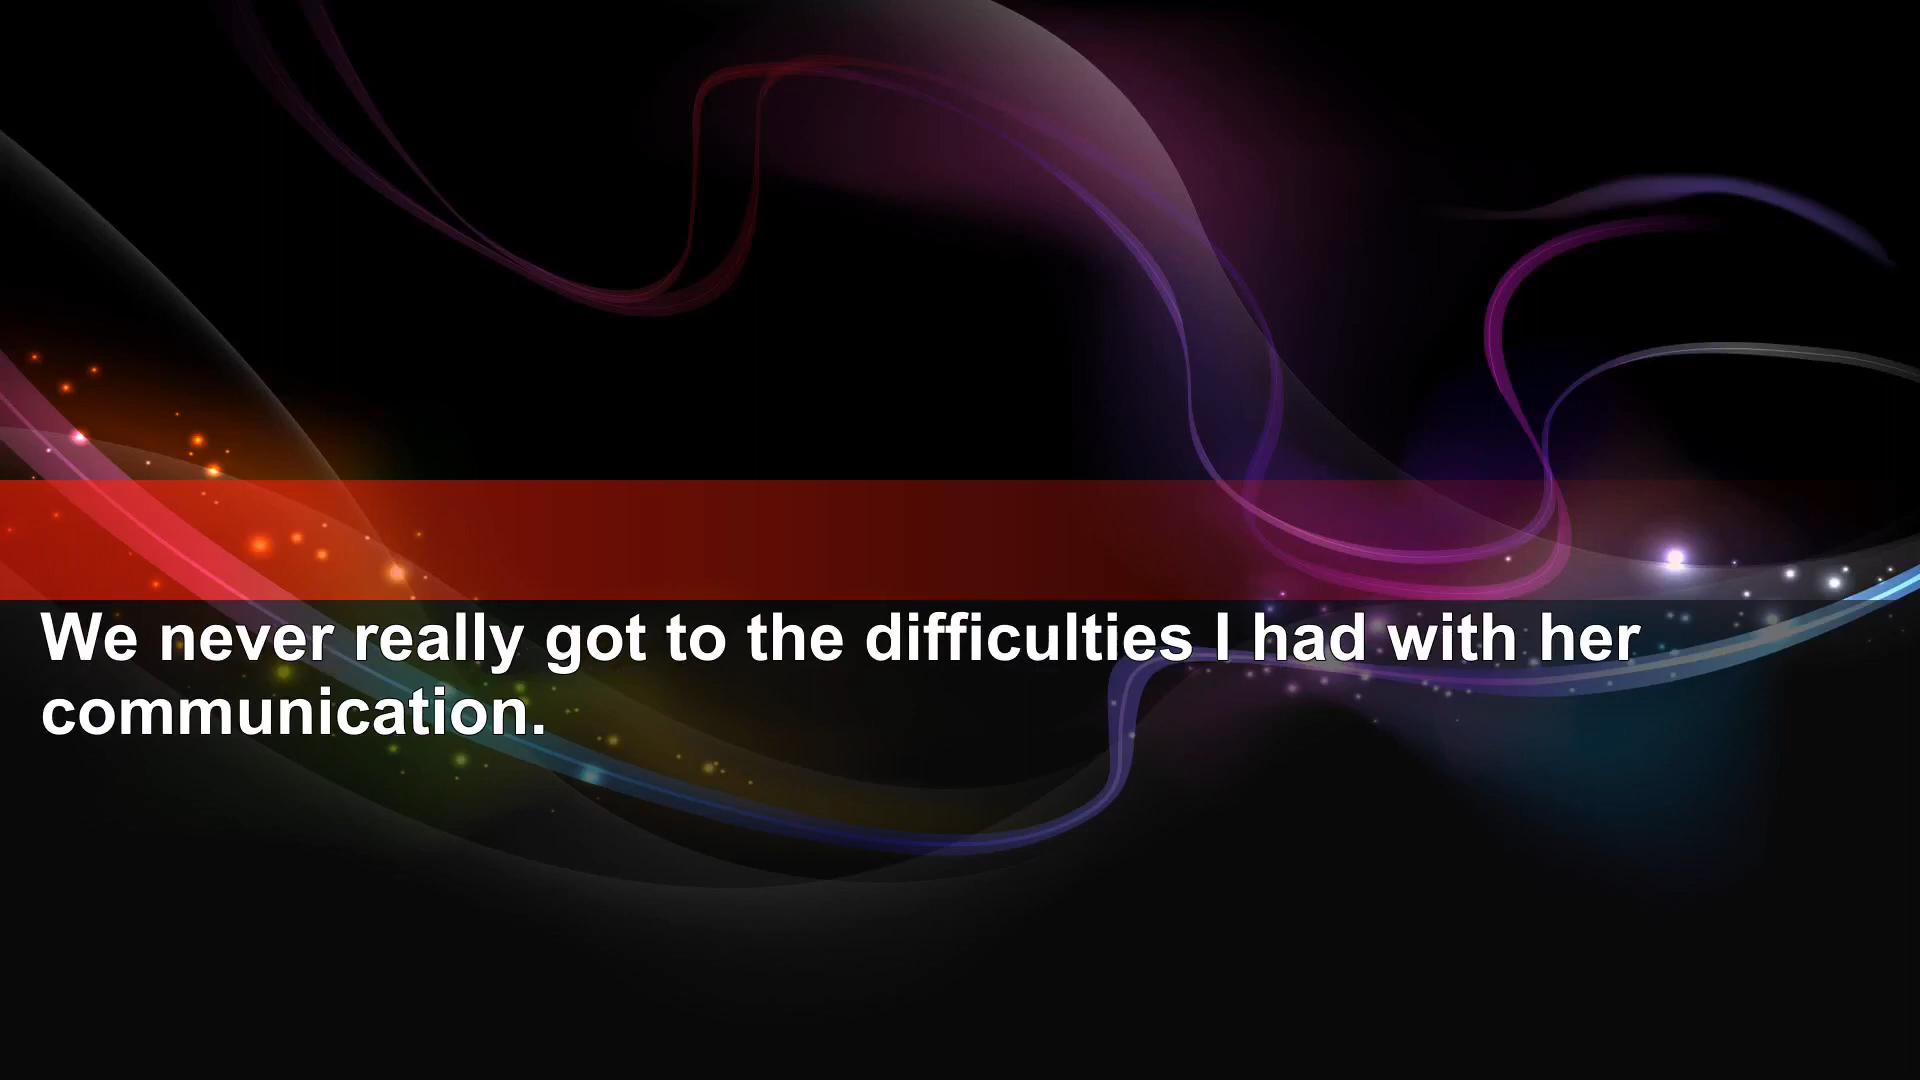 We never really got to the difficulties I had with her
communication.